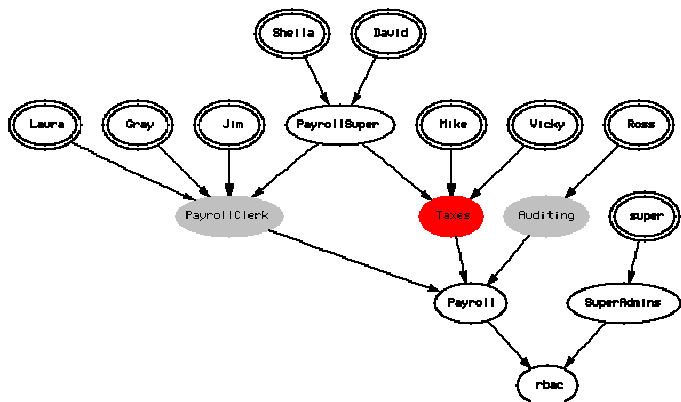 Sheila David
Laura Gray Jim PayrollSuper Mike Vicky Ross
PayrollClerk Taxes Auditing super
Payroll SuperAdmins
rbac